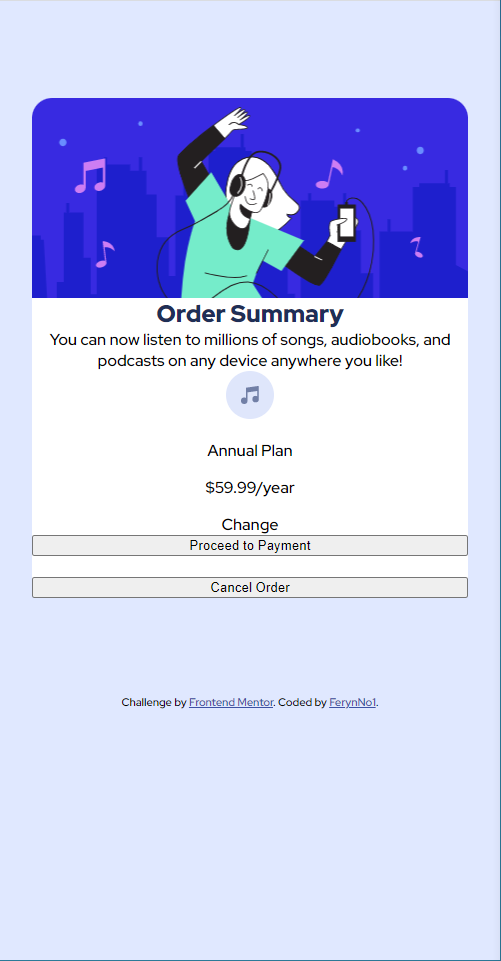 Order Summary
You can now listen to millions of songs, audiobooks, and
podcasts on any device anywhere you like!
Annual Plan
$59.99/year
Change
Proceed to Payment
Cancel Order
Challenge by Frontend Mentor. Coded by FerynNo1.